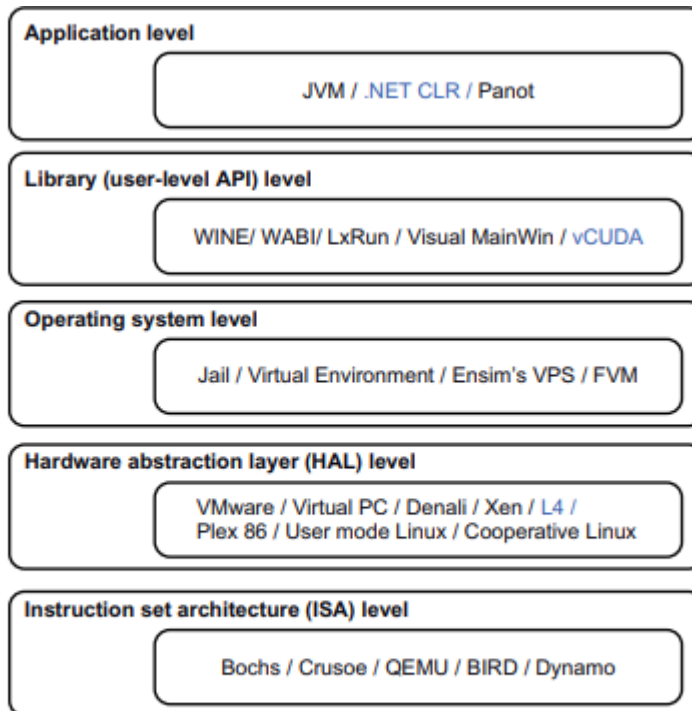 Application level
JVM / .NET CLR / Panot
Library (user-level API) level
WINE/ WABI/ LxRun / Visual MainWin / vCUDA
Operating system level
Jail / Virtual Environment / Ensim's VPS / FVM
Hardware abstraction layer (HAL) level
VMware / Virtual PC / Denali / Xen / L4 /
Plex 86 / User mode Linux / Cooperative Linux
Instruction set architecture (ISA) level
Bochs / Crusoe / QEMU / BIRD / Dynamo